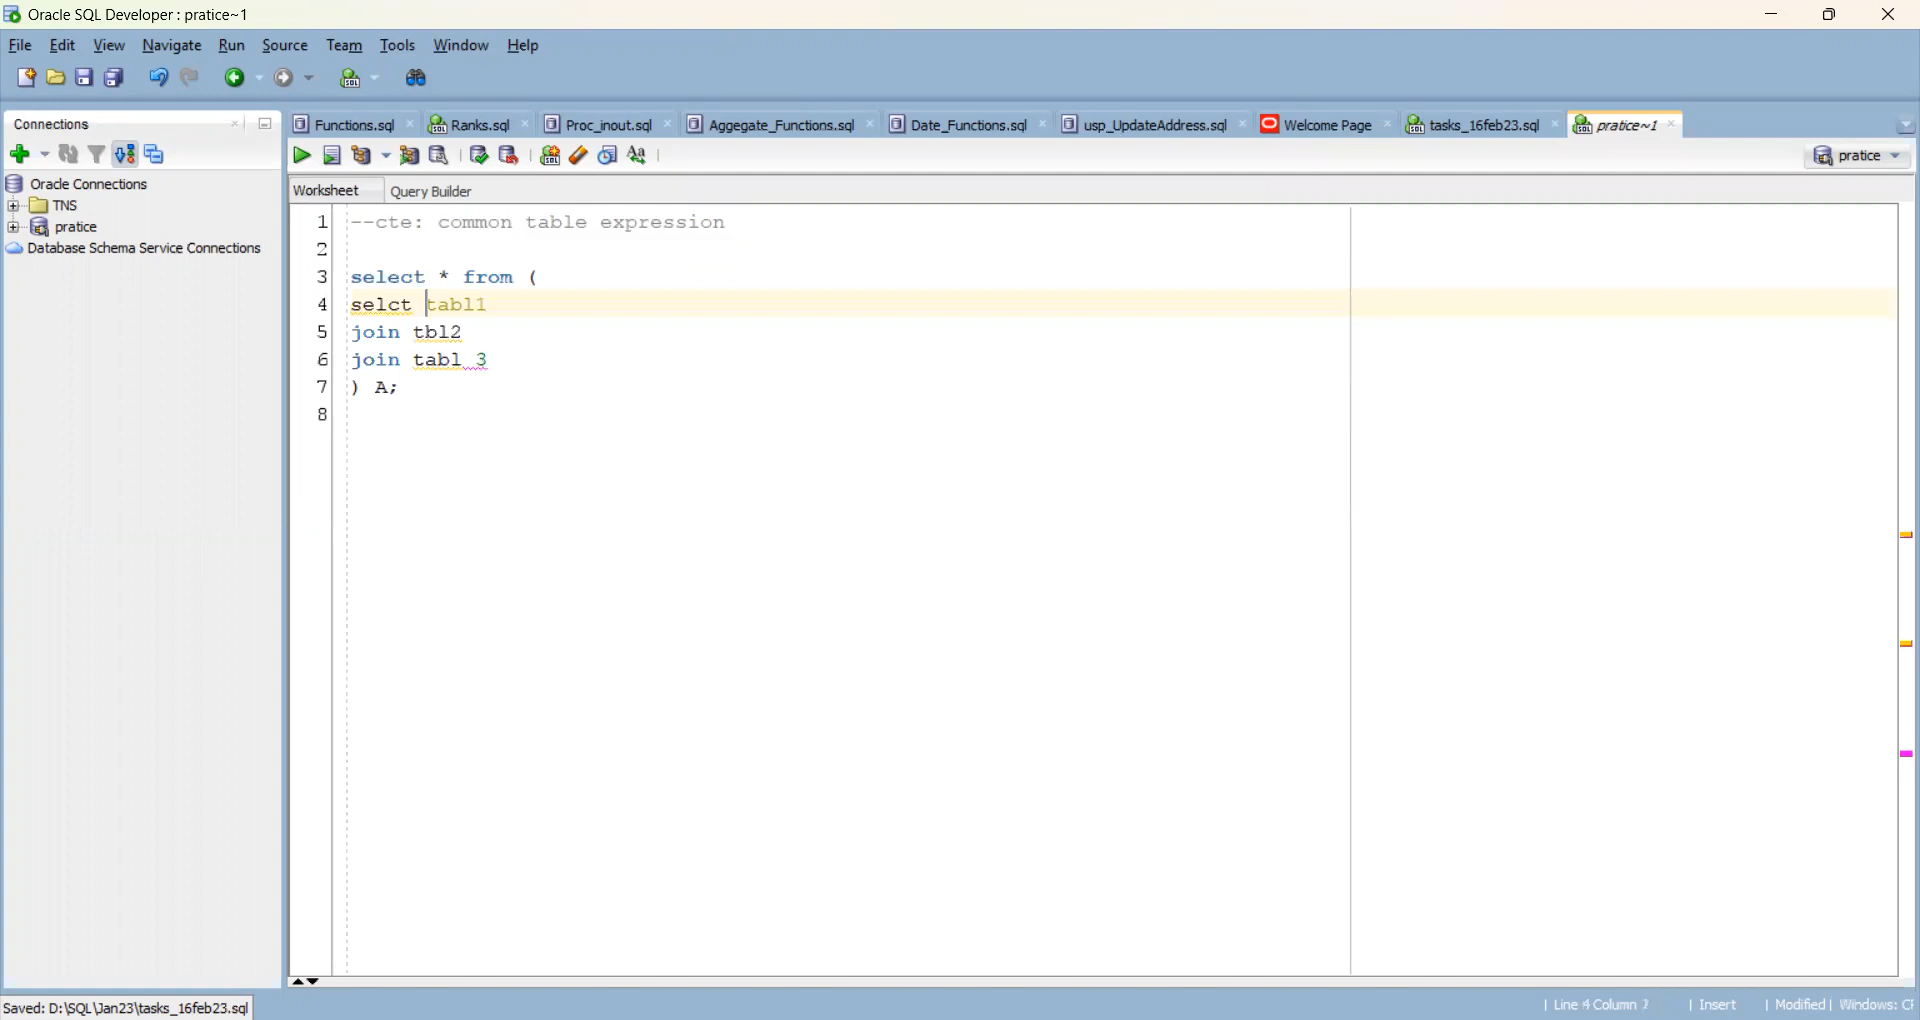 Oracle SQL Developer : pratice~1
File Edit View Navigate Run Source Team Tools Window Help
Connections
Functions.sql Ranks.sql Proc_inout.sql Aggegate_Functions.sql Date_Functions.sql usp_UpdateAddress.sql Welcome Page tasks_16feb23.sql pratice~1
pratice
Oracle Connections
TNS
pratice
Database Schema Service Connections
Worksheet Query Builder
1 --cte: common table expression
2
3 select * from (
4 selct tabl1
5 join tbl2
6 join tabl 3
7 ) A;
8
Saved: D:\SQL\Jan23\tasks_16feb23.sql
| Line 4 Column | Insert | Modified | Windows: